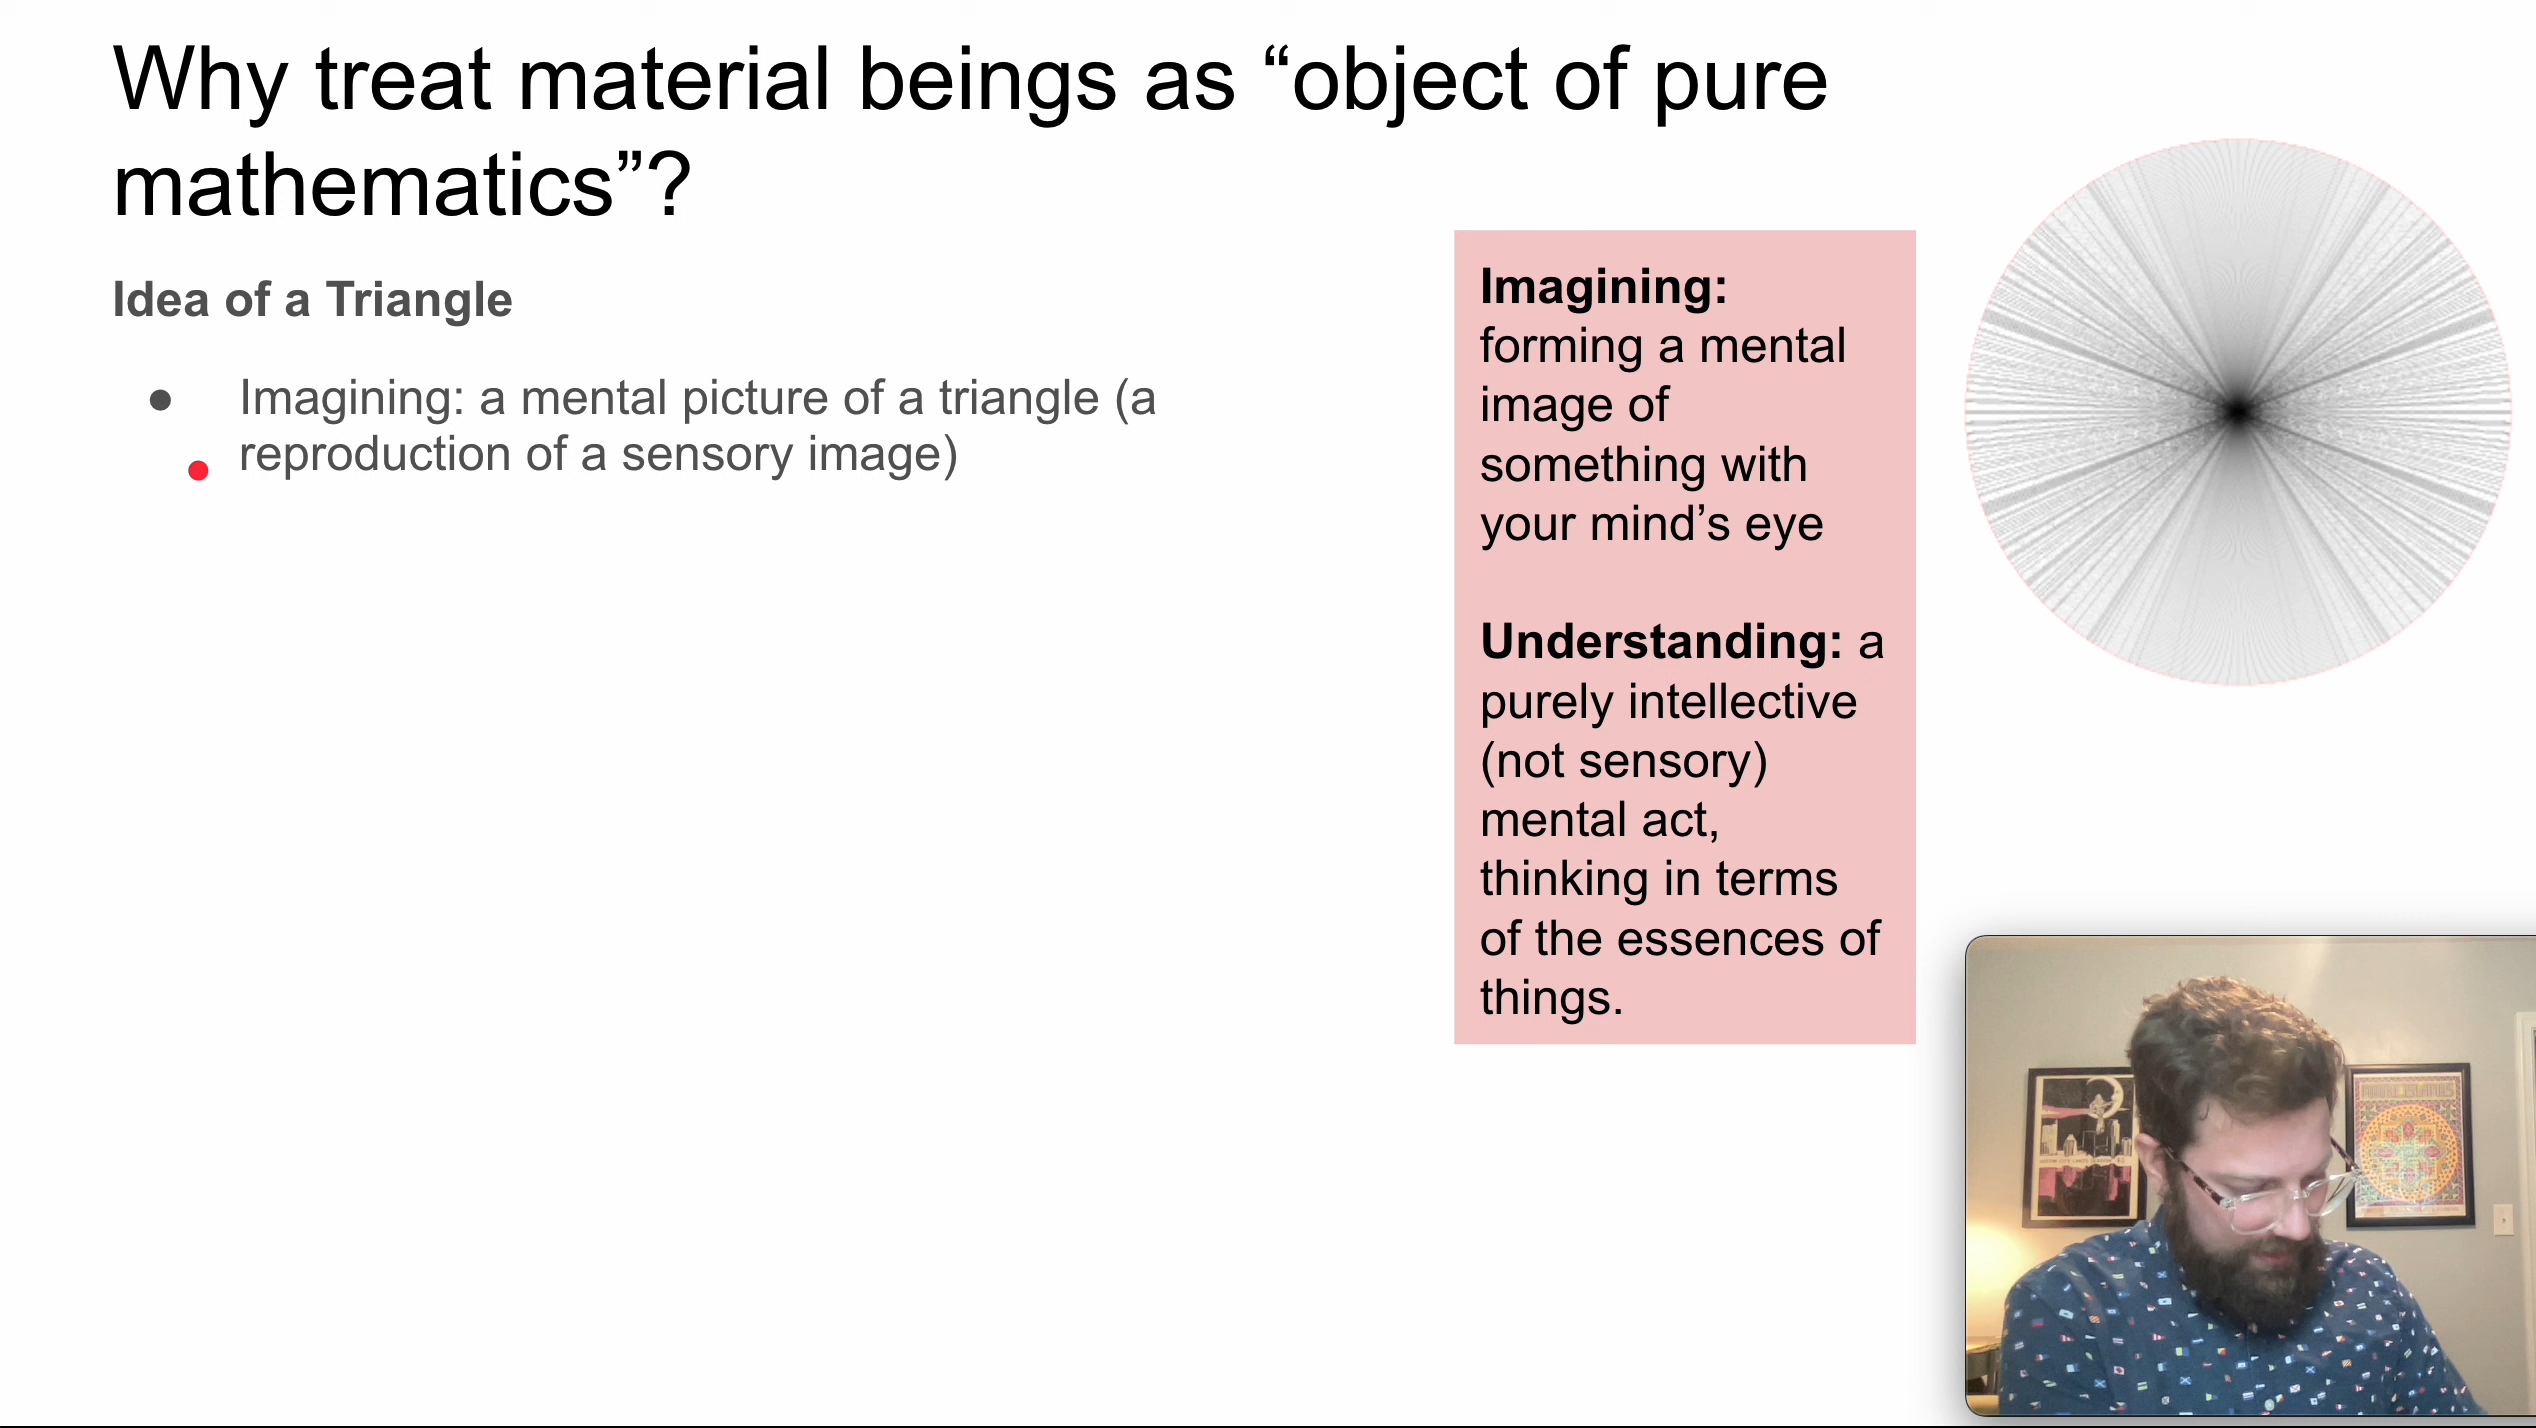 Why treat material beings as “object of pure
mathematics”?
Idea of a Triangle
● Imagining: a mental picture of a triangle (a
reproduction of a sensory image)
Imagining:
forming a mental
image of
something with
your mind’s eye
Understanding: a
purely intellective
(not sensory)
mental act,
thinking in terms
of the essences of
things.